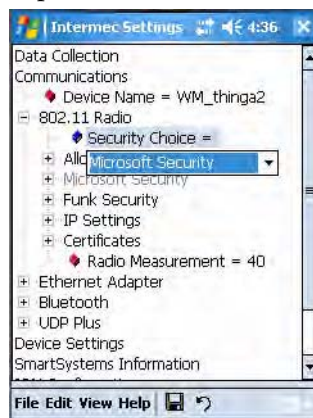 Intermec Settings 4:36
Data Collection
Communications
Device Name = WM_thinga2
802.11 Radio
Security Choice =
Microsoft Security
Microsoft Security
Funk Security
IP Settings
Certificates
Radio Measurement = 40
Ethernet Adapter
Bluetooth
UDP Plus
Device Settings
SmartSystems Information
File Edit View Help